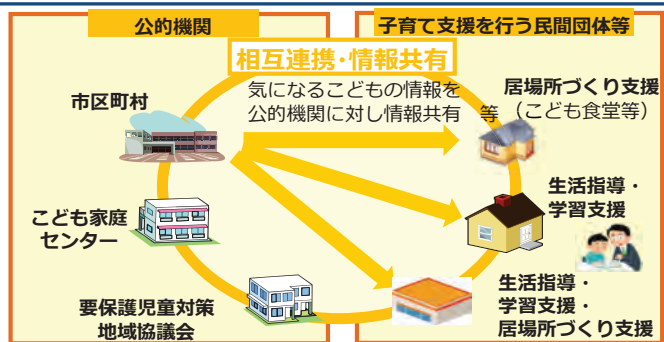 公的機関
子育て支援を行う民間団体等
相互連携・情報共有
気になるこどもの情報を
公的機関に対し情報共有 等
市区町村
居場所づくり支援
（こども食堂等）
こども家庭
センター
生活指導・
学習支援
要保護児童対策
地域協議会
生活指導・
学習支援・
居場所づくり支援